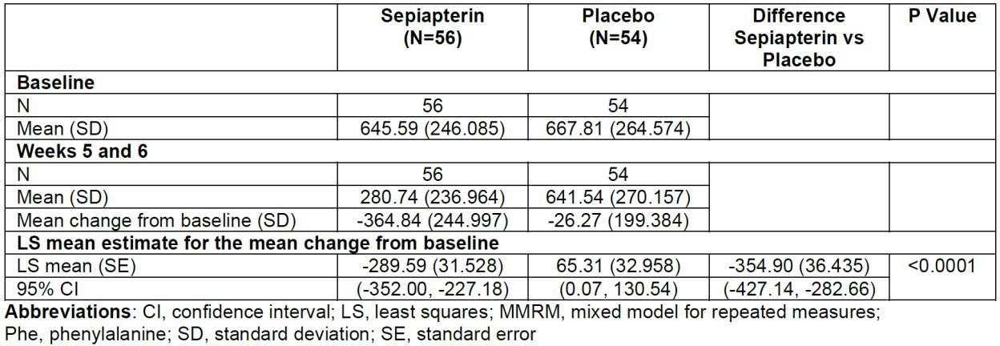 Sepiapterin (N=56) Placebo (N=54) Difference Sepiapterin vs Placebo P Value
Baseline
N 56 54
Mean (SD) 645.59 (246.085) 667.81 (264.574)
Weeks 5 and 6
N 56 54
Mean (SD) 280.74 (236.964) 641.54 (270.157)
Mean change from baseline (SD) -364.84 (244.997) -26.27 (199.384)
LS mean estimate for the mean change from baseline
LS mean (SE) -289.59 (31.528) 65.31 (32.958) -354.90 (36.435) <0.0001
95% CI (-352.00, -227.18) (0.07, 130.54) (-427.14, -282.66)
Abbreviations: CI, confidence interval; LS, least squares; MMRM, mixed model for repeated measures;
Phe, phenylalanine; SD, standard deviation; SE, standard error